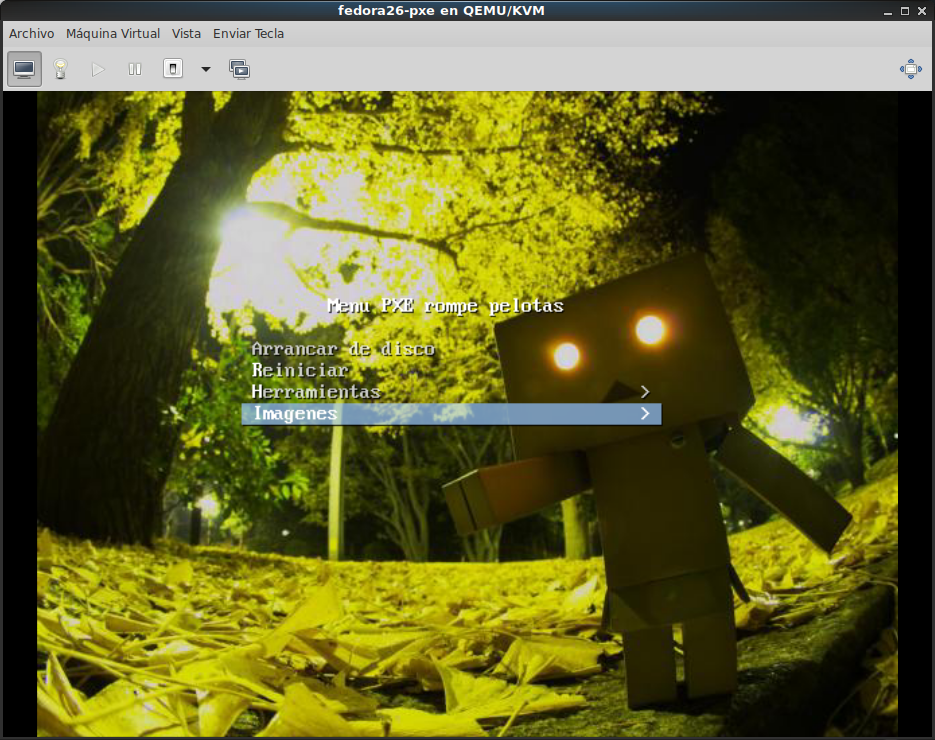 fedora26-pxe en QEMU/KVM
Archivo Máquina Virtual Vista Enviar Tecla
Menu PXE rompe pelotas
Arrancar de disco
Reiniciar
Herramientas >
Imagenes >